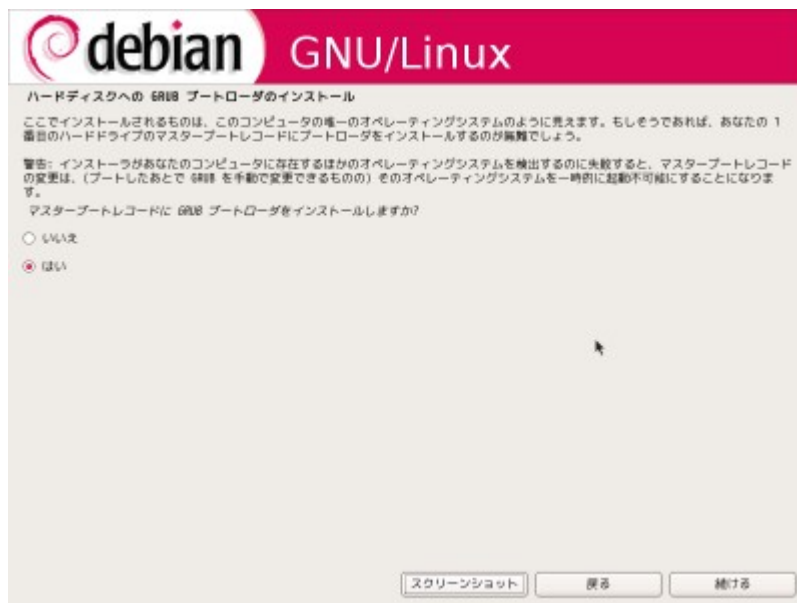 debian GNU/Linux
ハードディスクへの GRUB ブートローダのインストール
ここでインストールされるものは、このコンピュータの唯一のオペレーティングシステムのように見えます。もしそうであれば、あなたの 1
番目のハードドライブのマスターブートレコードにブートローダをインストールするのが無難でしょう。
警告: インストーラがあなたのコンピュータに存在するほかのオペレーティングシステムを検出するのに失敗すると、マスターブートレコード
の変更は、(ブートしたあとで GRUB を手動で変更できるものの) そのオペレーティングシステムを一時的に起動不可能にすることになりま
す。
マスターブートレコードに GRUB ブートローダをインストールしますか?
いいえ
はい
スクリーンショット 戻る 続ける